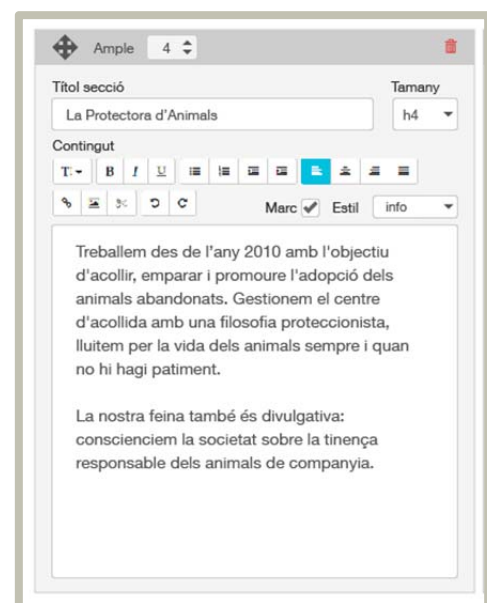 Ample 4
Títol secció Tamany
La Protectora d'Animals h4
Contingut
T B I U
Marc Estil info
Treballem des de l'any 2010 amb l'objectiu
d'acollir, emparar i promoure l'adopció dels
animals abandonats. Gestionem el centre
d'acollida amb una filosofia proteccionista,
lluitem per la vida dels animals sempre i quan
no hi hagi patiment.
La nostra feina també és divulgativa:
conscienciem la societat sobre la tinença
responsable dels animals de companyia.